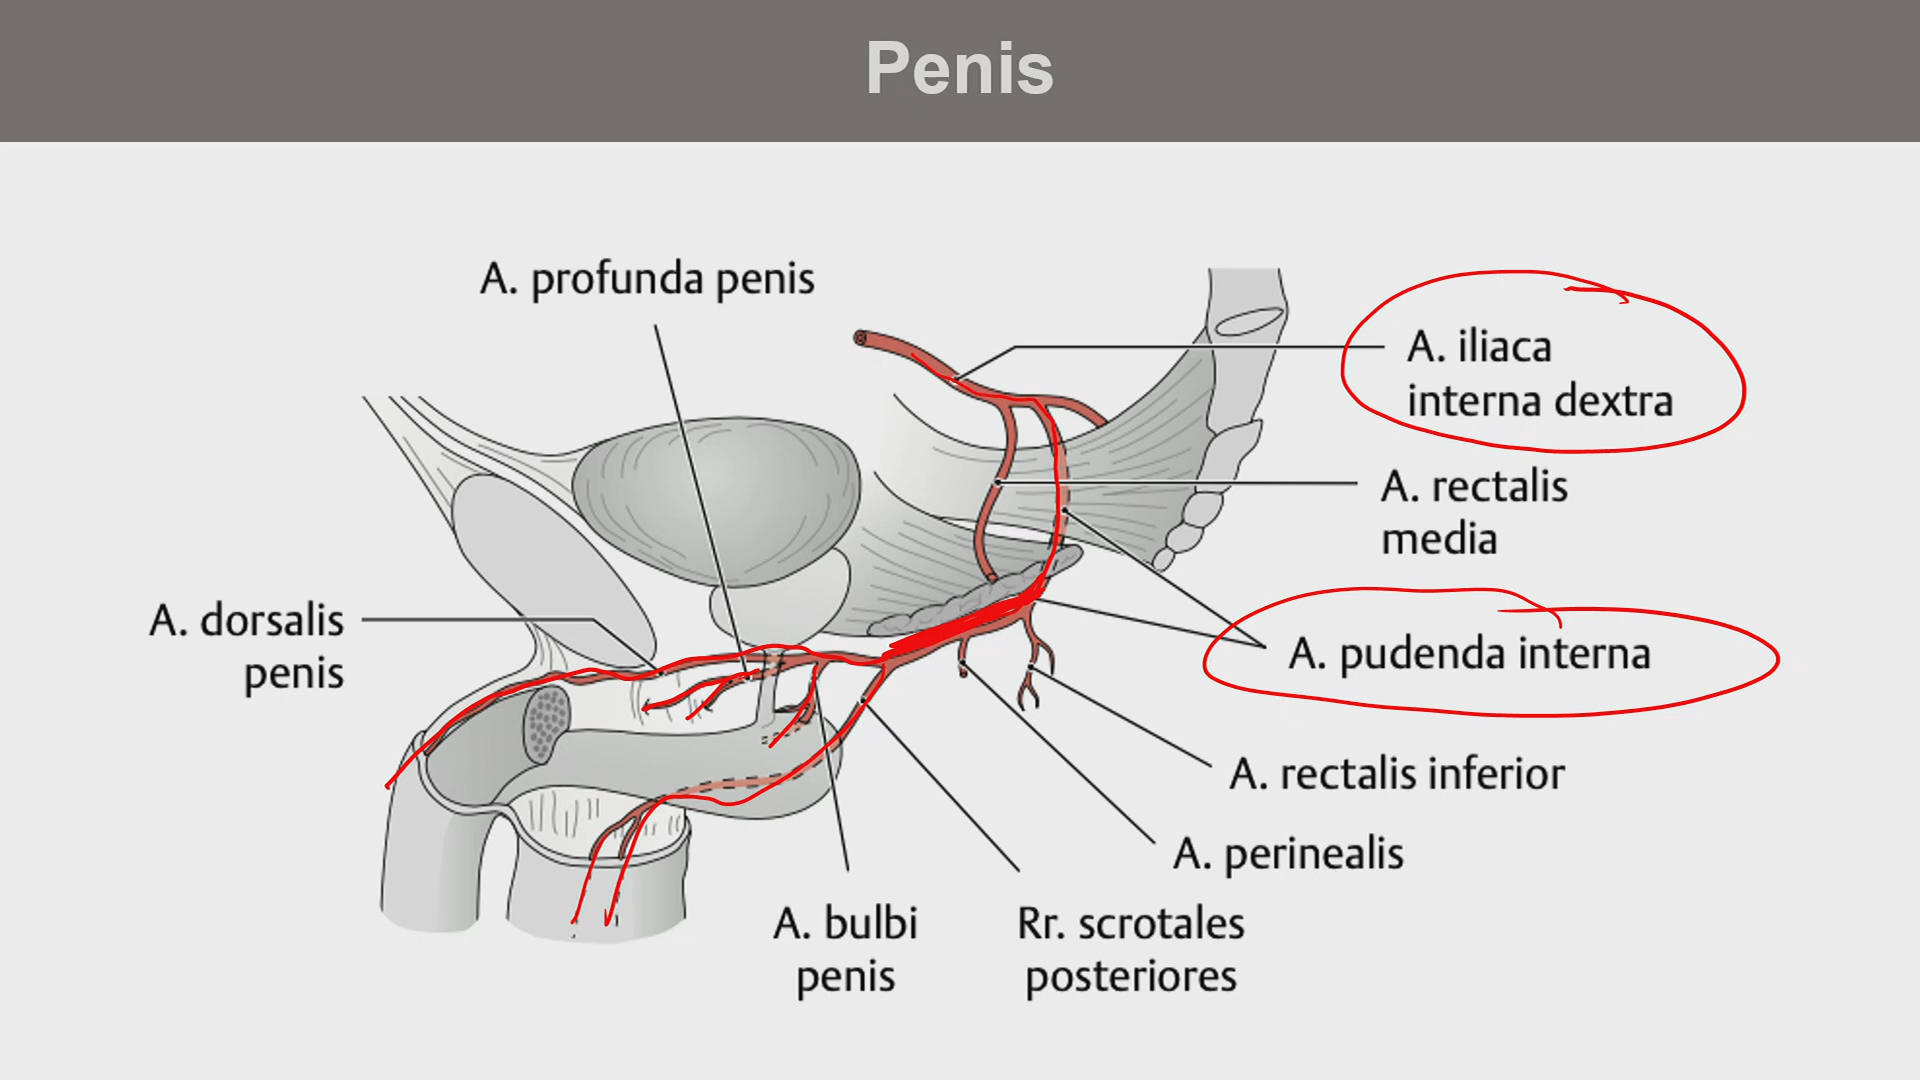 Penis
A. profunda penis
A. iliaca
interna dextra
A. rectalis
media
A. dorsalis
penis
A. pudenda interna
A. rectalis inferior
A. perinealis
A. bulbi
penis
Rr. scrotales
posteriores